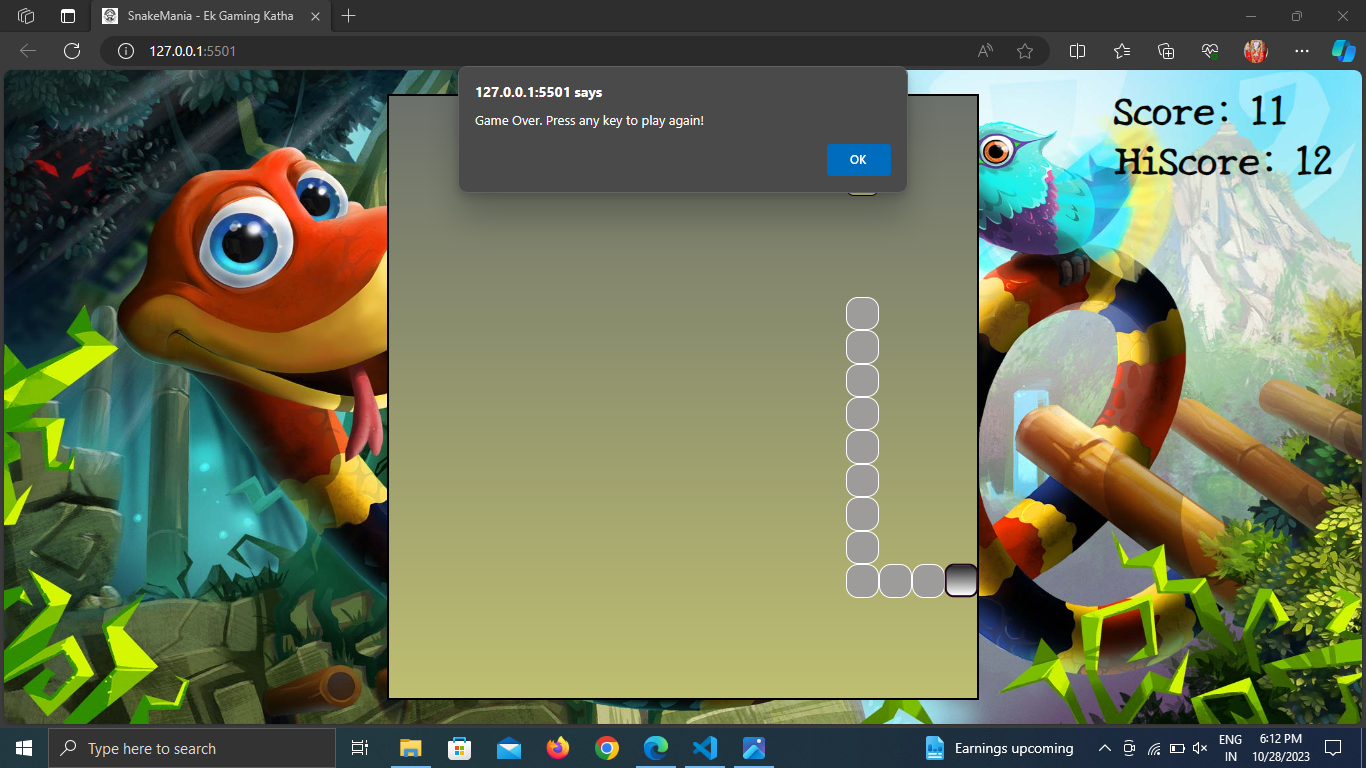 SnakeMania - Ek Gaming Katha
127.0.0.1:5501
127.0.0.1:5501 says
Game Over. Press any key to play again!
OK
Score: 11
HiScore: 12
Type here to search
Earnings upcoming
ENG
IN
6:12 PM
10/28/2023